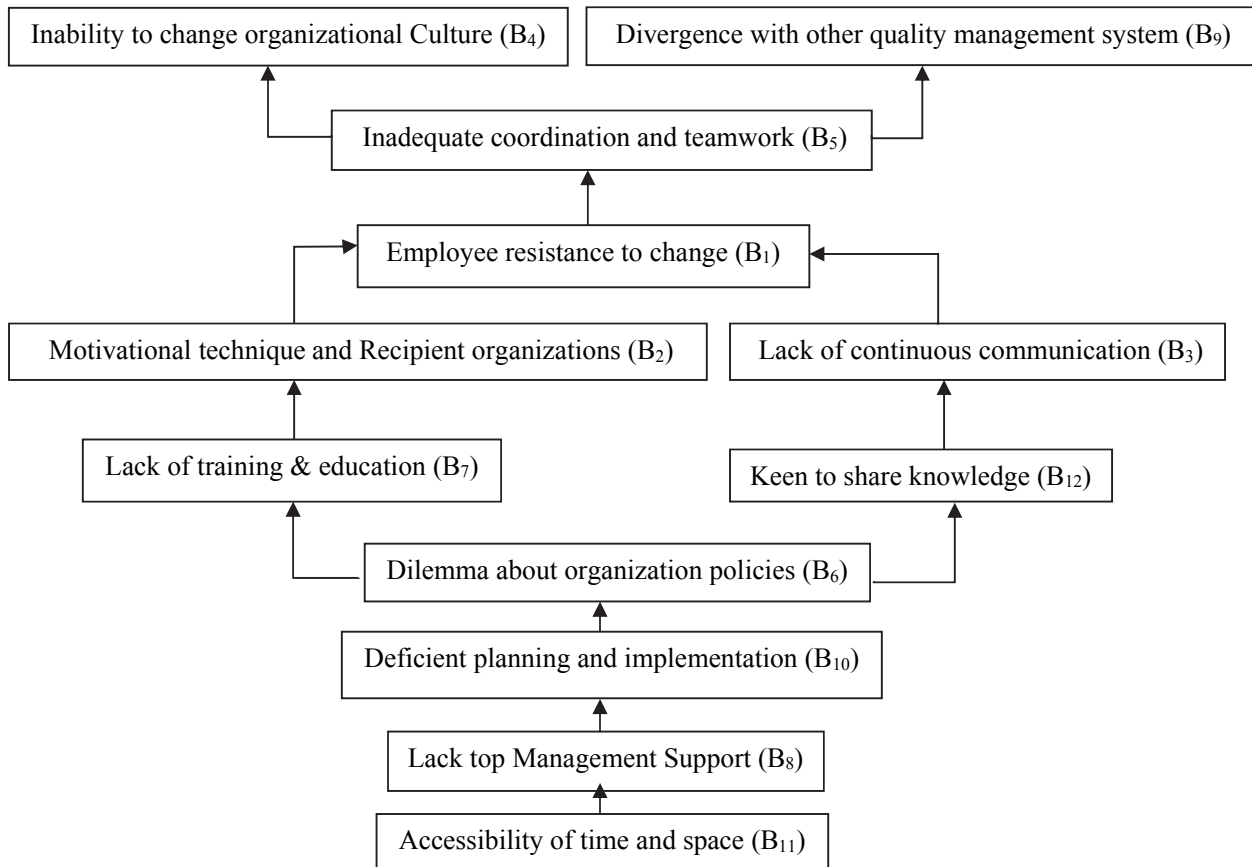 Inability to change organizational Culture (B₄)
Divergence with other quality management system (B₉)
Inadequate coordination and teamwork (B₅)
Employee resistance to change (B₁)
Motivational technique and Recipient organizations (B₂)
Lack of continuous communication (B₃)
Lack of training & education (B₇)
Keen to share knowledge (B₁₂)
Dilemma about organization policies (B₆)
Deficient planning and implementation (B₁₀)
Lack top Management Support (B₈)
Accessibility of time and space (B₁₁)